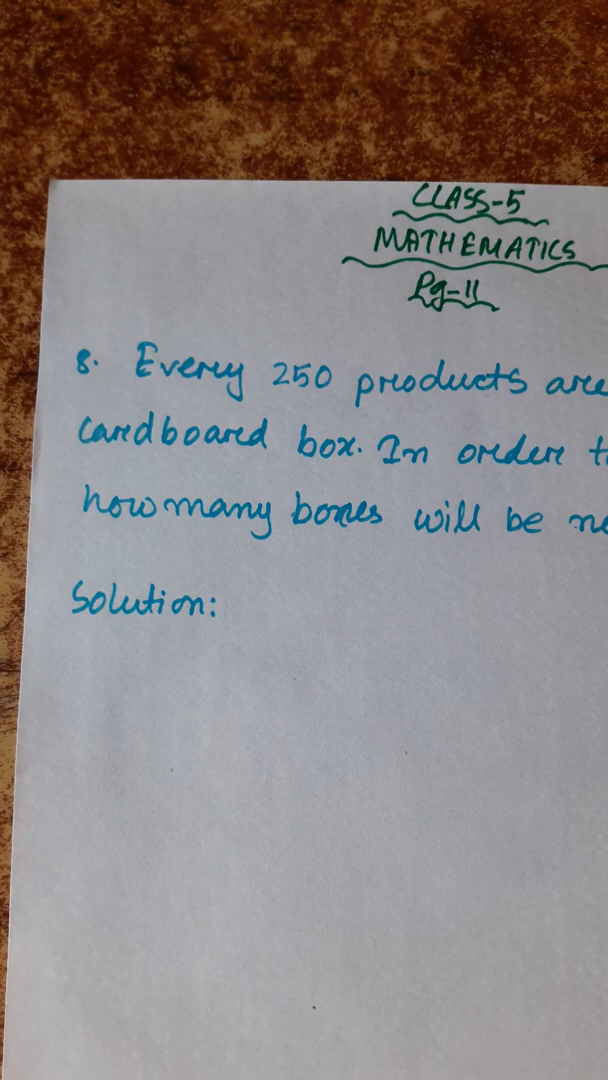 CLASS-5
MATHEMATICS
Pg-11
8. Every 250 products are
cardboard box. In order
how many boxes will be
Solution: